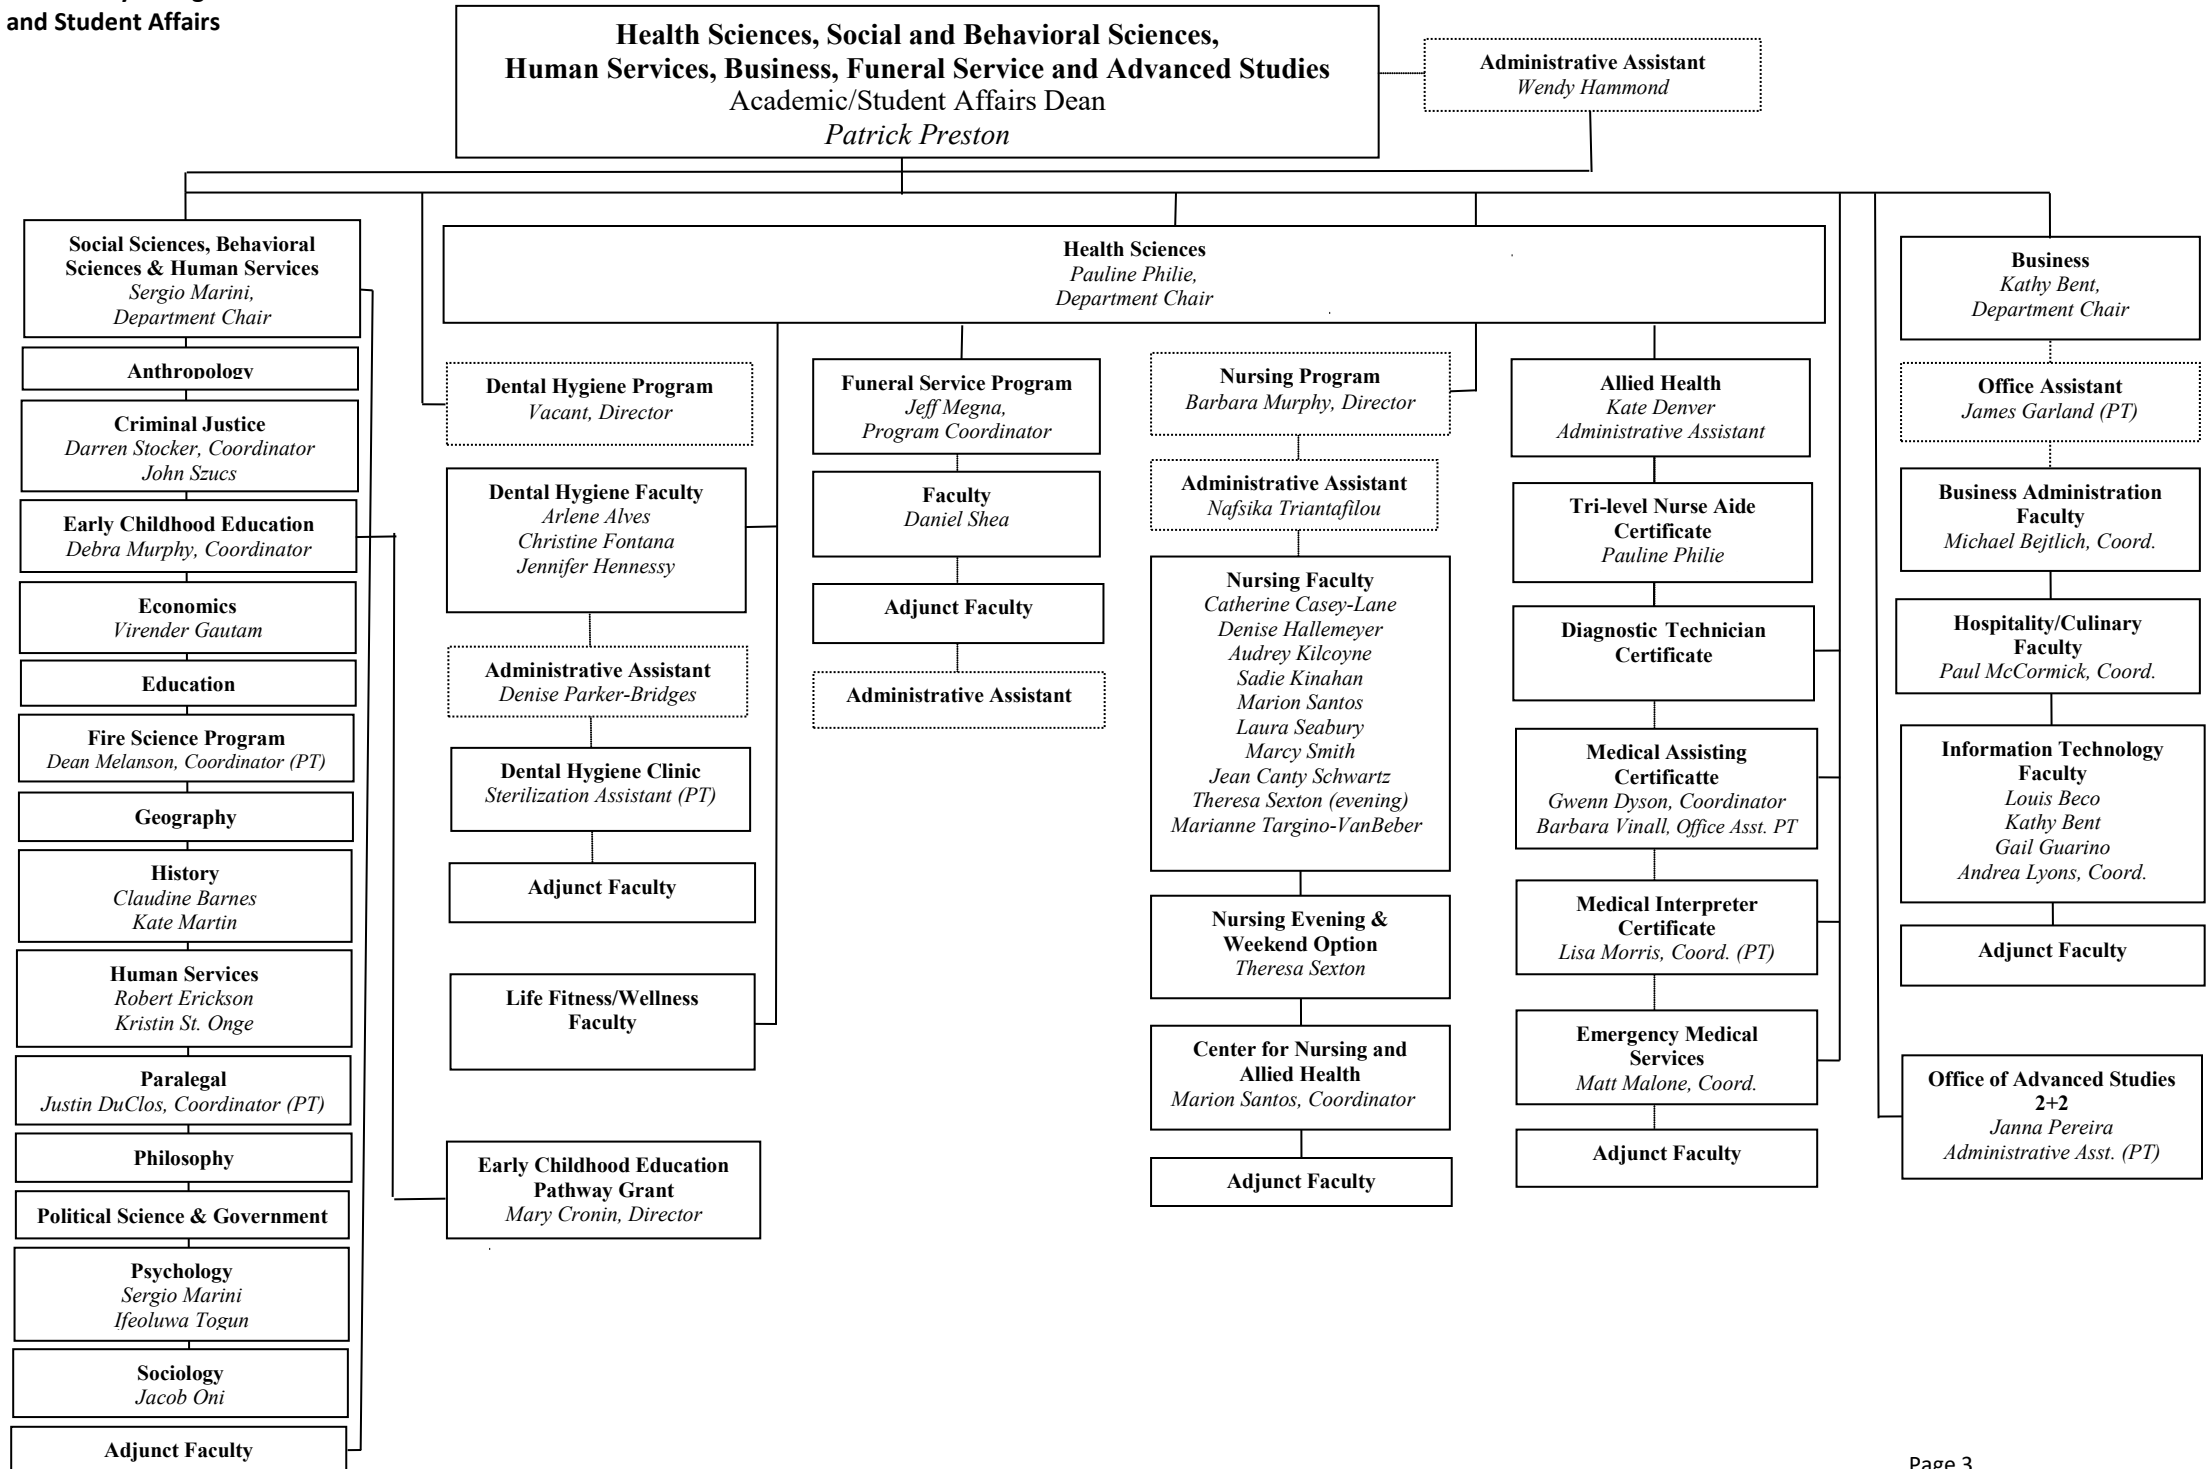 and Student Affairs
Health Sciences, Social and Behavioral Sciences,
Human Services, Business, Funeral Service and Advanced Studies
Academic/Student Affairs Dean
Patrick Preston
Administrative Assistant
Wendy Hammond
Social Sciences, Behavioral
Sciences & Human Services
Sergio Marini,
Department Chair
Anthropology
Criminal Justice
Darren Stocker, Coordinator
John Szucs
Early Childhood Education
Debra Murphy, Coordinator
Economics
Virender Gautam
Education
Fire Science Program
Dean Melanson, Coordinator (PT)
Geography
History
Claudine Barnes
Kate Martin
Human Services
Robert Erickson
Kristin St. Onge
Paralegal
Justin DuClos, Coordinator (PT)
Philosophy
Political Science & Government
Psychology
Sergio Marini
Ifeoluwa Togun
Sociology
Jacob Oni
Adjunct Faculty
Health Sciences
Pauline Philie,
Department Chair
Dental Hygiene Program
Vacant, Director
Dental Hygiene Faculty
Arlene Alves
Christine Fontana
Jennifer Hennessy
Administrative Assistant
Denise Parker-Bridges
Dental Hygiene Clinic
Sterilization Assistant (PT)
Adjunct Faculty
Life Fitness/Wellness
Faculty
Early Childhood Education
Pathway Grant
Mary Cronin, Director
Funeral Service Program
Jeff Megna,
Program Coordinator
Faculty
Daniel Shea
Adjunct Faculty
Administrative Assistant
Nursing Program
Barbara Murphy, Director
Administrative Assistant
Nafsika Triantafilou
Nursing Faculty
Catherine Casey-Lane
Denise Hallemeyer
Audrey Kilcoyne
Sadie Kinahan
Marion Santos
Laura Seabury
Marcy Smith
Jean Canty Schwartz
Theresa Sexton (evening)
Marianne Targino-VanBeber
Nursing Evening &
Weekend Option
Theresa Sexton
Center for Nursing and
Allied Health
Marion Santos, Coordinator
Adjunct Faculty
Allied Health
Kate Denver
Administrative Assistant
Tri-level Nurse Aide
Certificate
Pauline Philie
Diagnostic Technician
Certificate
Medical Assisting
Certificatte
Gwenn Dyson, Coordinator
Barbara Vinall, Office Asst. PT
Medical Interpreter
Certificate
Lisa Morris, Coord. (PT)
Emergency Medical
Services
Matt Malone, Coord.
Adjunct Faculty
Business
Kathy Bent,
Department Chair
Office Assistant
James Garland (PT)
Business Administration
Faculty
Michael Bejtlich, Coord.
Hospitality/Culinary
Faculty
Paul McCormick, Coord.
Information Technology
Faculty
Louis Beco
Kathy Bent
Gail Guarino
Andrea Lyons, Coord.
Adjunct Faculty
Office of Advanced Studies
2+2
Janna Pereira
Administrative Asst. (PT)
Page 3